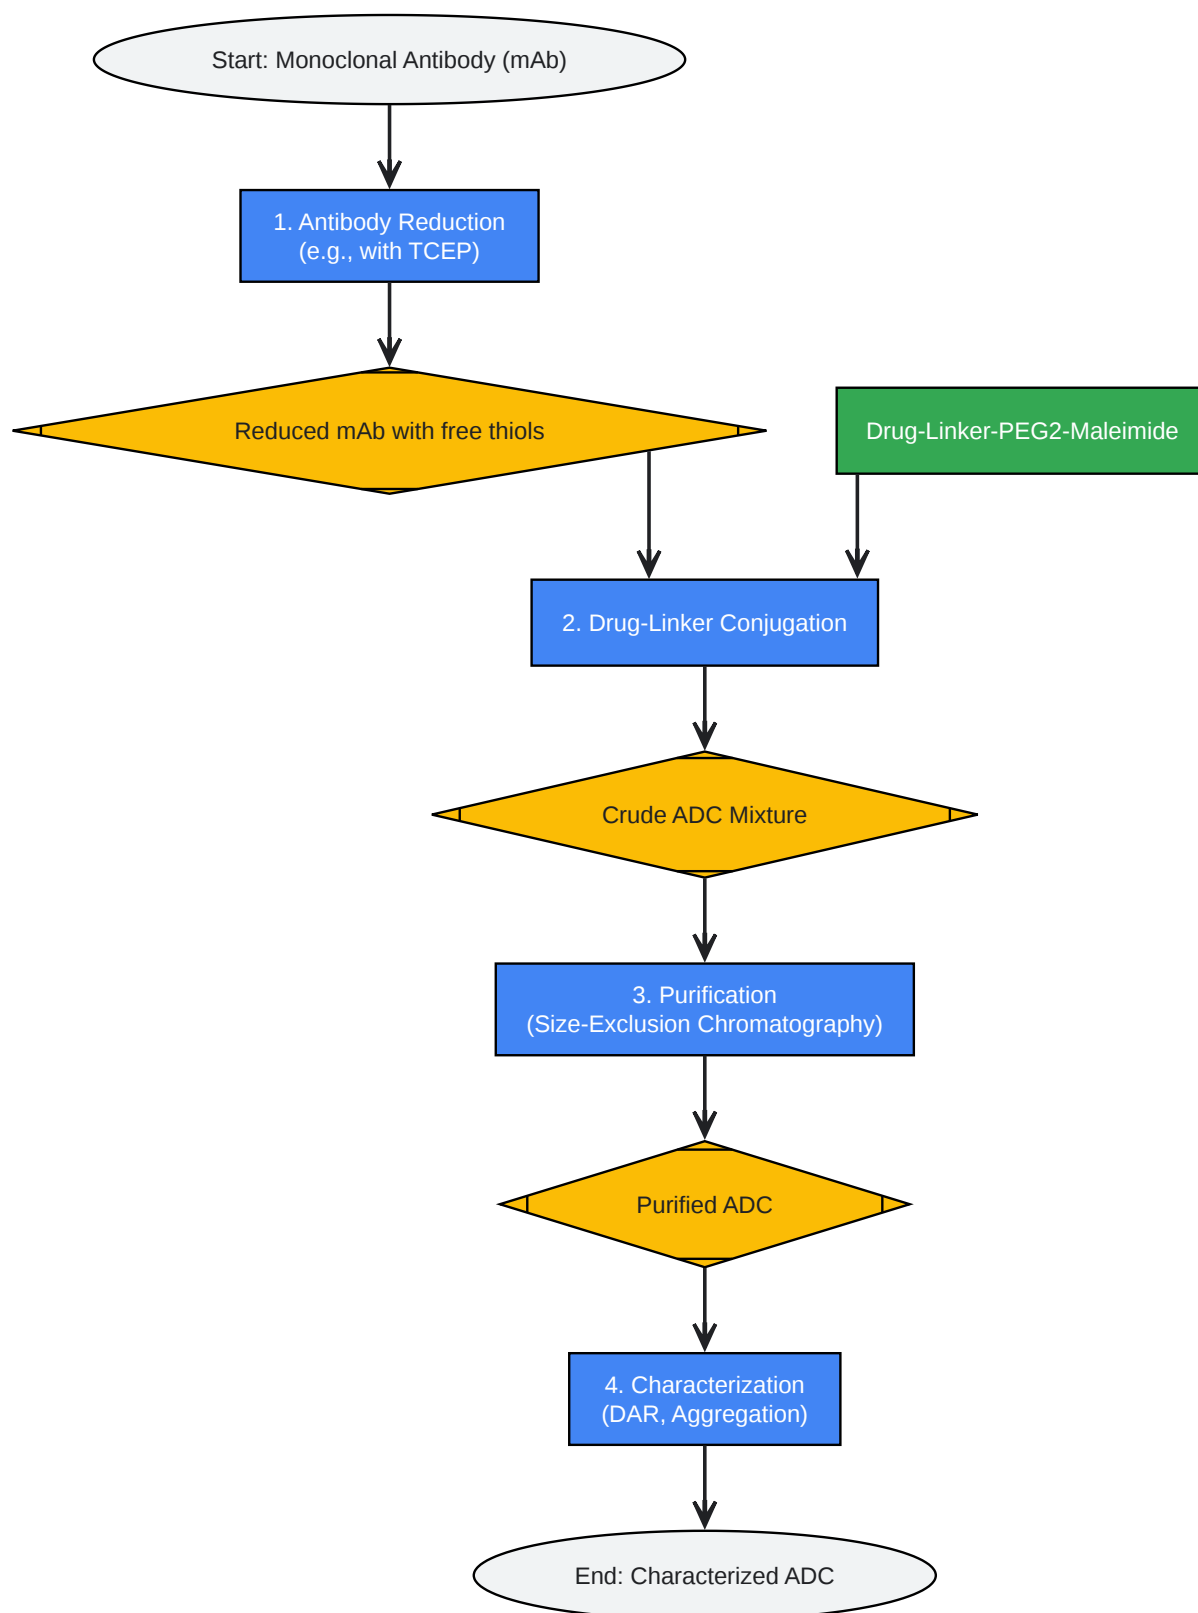 Start: Monoclonal Antibody (mAb)
1. Antibody Reduction
(e.g., with TCEP)
Reduced mAb with free thiols
Drug-Linker-PEG2-Maleimide
2. Drug-Linker Conjugation
Crude ADC Mixture
3. Purification
(Size-Exclusion Chromatography)
Purified ADC
4. Characterization
(DAR, Aggregation)
End: Characterized ADC